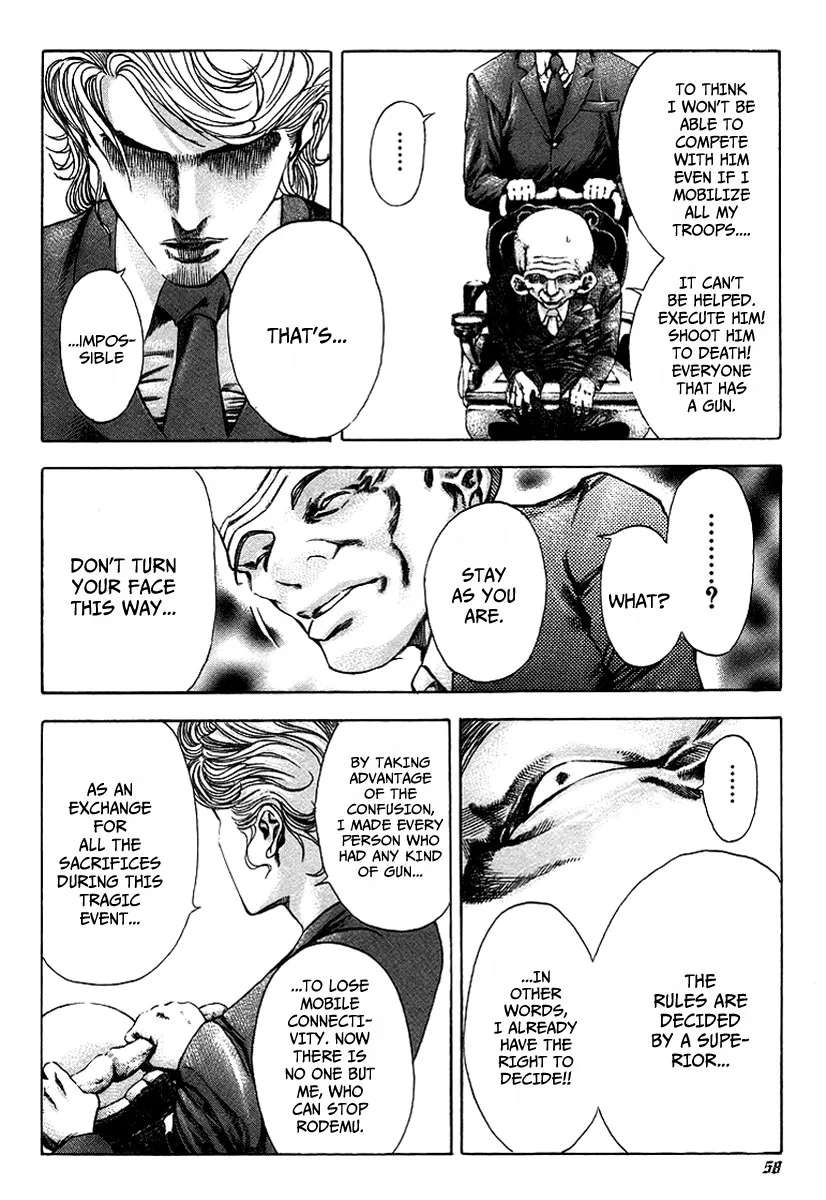 TO THINK
I WON'T BE
ABLE TO
COMPETE
WITH HIM
EVEN IF I
MOBILIZE
ALL MY
TROOPS....
IT CAN'T
BE HELPED.
EXECUTE HIM!
SHOOT HIM
TO DEATH!
EVERYONE
THAT HAS
A GUN.
......
THAT'S...
...IMPOS-
SIBLE
.........?
WHAT?
STAY
AS YOU
ARE.
DON'T TURN
YOUR FACE
THIS WAY...
......
THE
RULES ARE
DECIDED
BY A SUPE-
RIOR...
...IN
OTHER
WORDS,
I ALREADY
HAVE THE
RIGHT TO
DECIDE!!
BY TAKING
ADVANTAGE
OF THE
CONFUSION,
I MADE EVERY
PERSON WHO
HAD ANY KIND
OF GUN...
...TO LOSE
MOBILE
CONNECTI-
VITY. NOW
THERE IS
NO ONE BUT
ME, WHO
CAN STOP
RODEMU.
AS AN
EXCHANGE
FOR
ALL THE
SACRIFICES
DURING THIS
TRAGIC
EVENT...
58